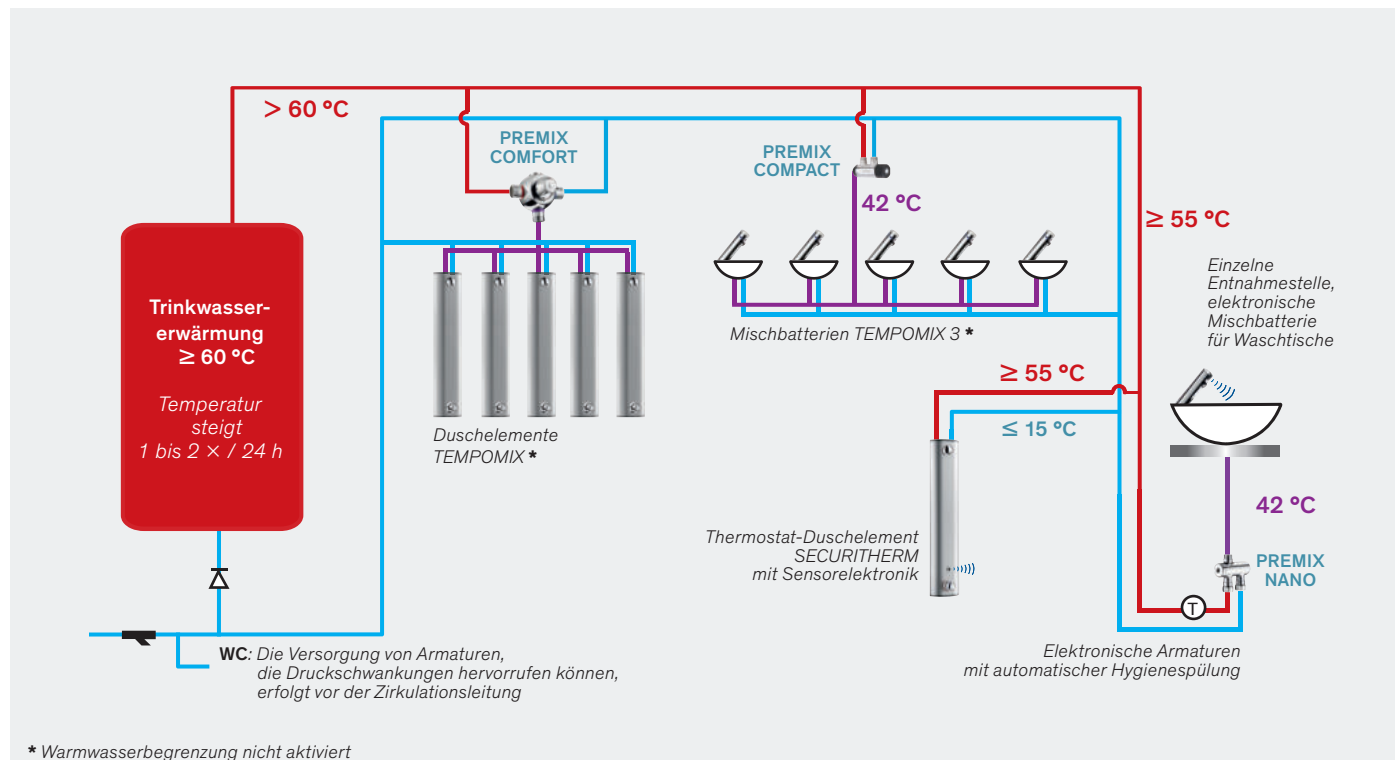 > 60 °C
PREMIX
COMFORT
PREMIX
COMPACT
42 °C
≥ 55 °C
Trinkwasser-
erwärmung
≥ 60 °C
Temperatur
steigt
1 bis 2 × / 24 h
Duschelemente
TEMPOMIX *
Mischbatterien TEMPOMIX 3 *
Einzelne
Entnahmestelle,
elektronische
Mischbatterie
für Waschtische
≥ 55 °C
≤ 15 °C
Thermostat-Duschelement
SECURITHERM
mit Sensorelektronik
42 °C
PREMIX
NANO
T
Elektronische Armaturen
mit automatischer Hygienespülung
WC: Die Versorgung von Armaturen,
die Druckschwankungen hervorrufen können,
erfolgt vor der Zirkulationsleitung
* Warmwasserbegrenzung nicht aktiviert